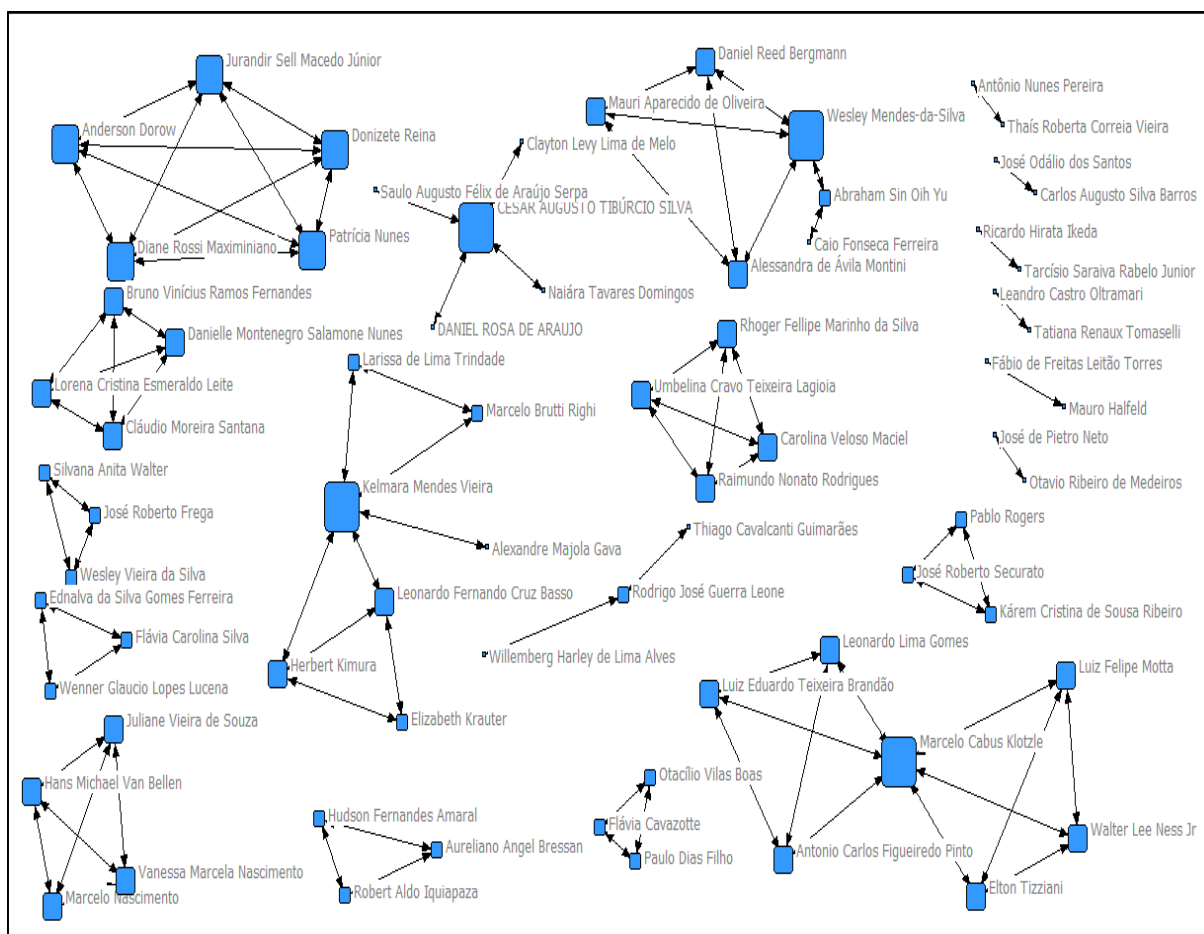 Jurandir Sell Macedo Júnior
Anderson Dorow
Donizete Reina
Diane Rossi Maximiniano
Patrícia Nunes
Daniel Reed Bergmann
Mauri Aparecido de Oliveira
Wesley Mendes-da-Silva
Clayton Levy Lima de Melo
Saulo Augusto Félix de Araújo Serpa
CESAR AUGUSTO TIBÚRCIO SILVA
Abraham Sin Oih Yu
Caio Fonseca Ferreira
Alessandra de Ávila Montini
Naiára Tavares Domingos
DANIEL ROSA DE ARAUJO
Antônio Nunes Pereira
Thaís Roberta Correia Vieira
José Odálio dos Santos
Carlos Augusto Silva Barros
Ricardo Hirata Ikeda
Tarcísio Saraiva Rabelo Junior
Leandro Castro Oltramari
Tatiana Renaux Tomaselli
Fábio de Freitas Leitão Torres
Mauro Halfeld
José de Pietro Neto
Otavio Ribeiro de Medeiros
Bruno Vinícius Ramos Fernandes
Danielle Montenegro Salamone Nunes
Lorena Cristina Esmeraldo Leite
Cláudio Moreira Santana
Larissa de Lima Trindade
Marcelo Brutti Righi
Kelmara Mendes Vieira
Alexandre Majola Gava
Leonardo Fernando Cruz Basso
Herbert Kimura
Elizabeth Krauter
Rhoger Fellipe Marinho da Silva
Umbelina Cravo Teixeira Lagioia
Carolina Veloso Maciel
Raimundo Nonato Rodrigues
Silvana Anita Walter
José Roberto Frega
Wesley Vieira da Silva
Ednalva da Silva Gomes Ferreira
Flávia Carolina Silva
Wenner Glaucio Lopes Lucena
Thiago Cavalcanti Guimarães
Rodrigo José Guerra Leone
Willemberg Harley de Lima Alves
Pablo Rogers
José Roberto Securato
Kárem Cristina de Sousa Ribeiro
Leonardo Lima Gomes
Luiz Eduardo Teixeira Brandão
Luiz Felipe Motta
Marcelo Cabus Klotzle
Walter Lee Ness Jr
Antonio Carlos Figueiredo Pinto
Elton Tizziani
Juliane Vieira de Souza
Hans Michael Van Bellen
Vanessa Marcela Nascimento
Marcelo Nascimento
Hudson Fernandes Amaral
Aureliano Angel Bressan
Robert Aldo Iquiapaza
Otacílio Vilas Boas
Flávia Cavazotte
Paulo Dias Filho